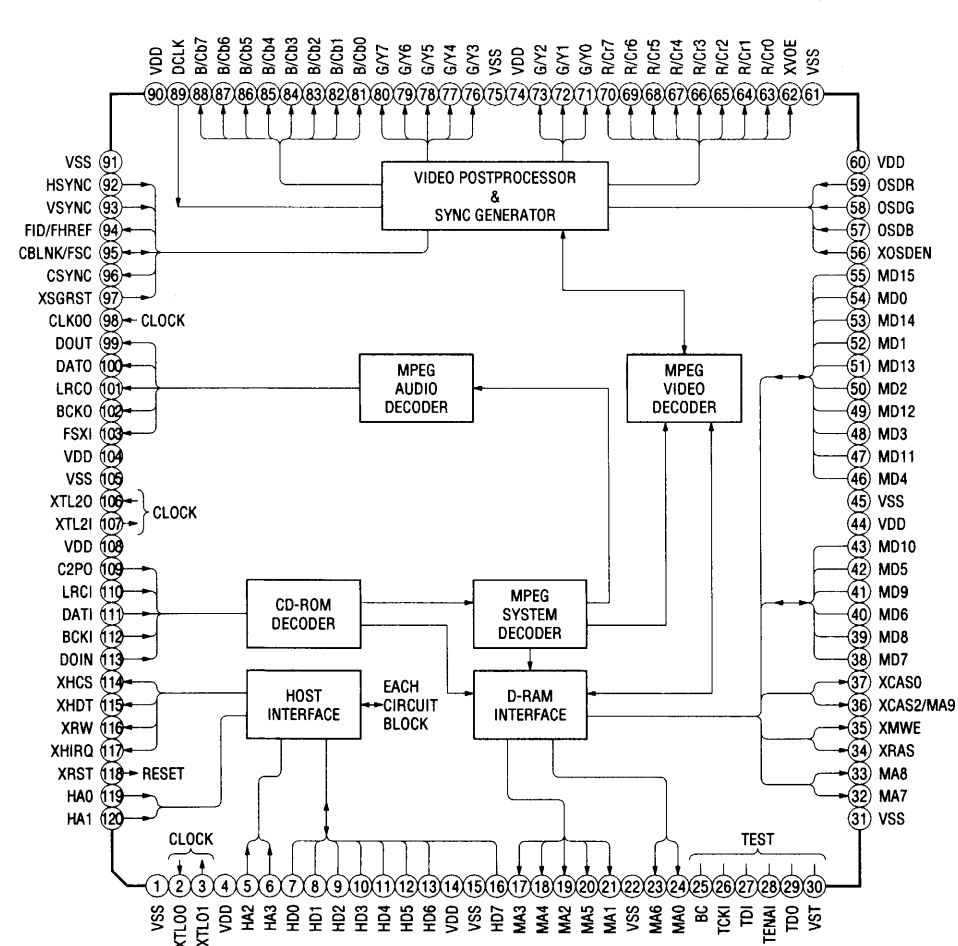 VDD
DCLK
B/Cb7
B/Cb6
B/Cb5
B/Cb4
B/Cb3
B/Cb2
B/Cb1
B/Cb0
G/Y7
G/Y6
G/Y5
G/Y4
G/Y3
VSS
VDD
G/Y2
G/Y1
G/Y0
R/Cr7
R/Cr6
R/Cr5
R/Cr4
R/Cr3
R/Cr2
R/Cr1
R/Cr0
XVOE
VSS
90 89 88 87 86 85 84 83 82 81 80 79 78 77 76 75 74 73 72 71 70 69 68 67 66 65 64 63 62 61
VSS 91
HSYNC 92
VSYNC 93
FID/FHREF 94
CBLNK/FSC 95
CSYNC 96
XSGRST 97
CLK0O 98 CLOCK
DOUT 99
DATO 100
LRCO 101
BCKO 102
FSXI 103
VDD 104
VSS 105
XTL2O 106
XTL2I 107
CLOCK
VDD 108
C2PO 109
LRCI 110
DATI 111
BCKI 112
DOIN 113
XHCS 114
XHDT 115
XRW 116
XHIRQ 117
XRST 118 RESET
HA0 119
HA1 120
VIDEO POSTPROCESSOR
&
SYNC GENERATOR
MPEG
AUDIO
DECODER
MPEG
VIDEO
DECODER
CD-ROM
DECODER
MPEG
SYSTEM
DECODER
HOST
INTERFACE
EACH
CIRCUIT
BLOCK
D-RAM
INTERFACE
60 VDD
59 OSDR
58 OSDG
57 OSDB
56 XOSDEN
55 MD15
54 MD0
53 MD14
52 MD1
51 MD13
50 MD2
49 MD12
48 MD3
47 MD11
46 MD4
45 VSS
44 VDD
43 MD10
42 MD5
41 MD9
40 MD6
39 MD8
38 MD7
37 XCAS0
36 XCAS2/MA9
35 XMWE
34 XRAS
33 MA8
32 MA7
31 VSS
CLOCK
TEST
1 2 3 4 5 6 7 8 9 10 11 12 13 14 15 16 17 18 19 20 21 22 23 24 25 26 27 28 29 30
VSS
XTL0O
XTL01
VDD
HA2
HA3
HD0
HD1
HD2
HD3
HD4
HD5
HD6
VDD
VSS
HD7
MA3
MA4
MA2
MA5
MA1
VSS
MA6
MA0
BC
TCKI
TDI
TENAI
TDO
VST